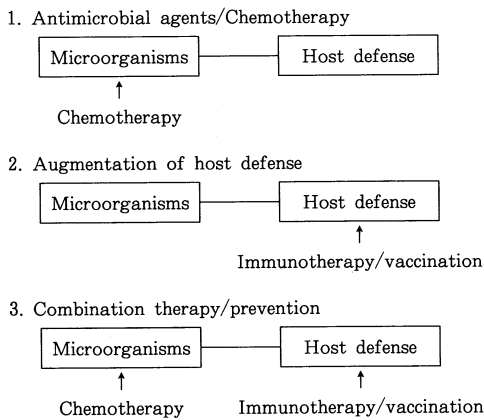 1. Antimicrobial agents/Chemotherapy
Microorganisms Host defense
Chemotherapy
2. Augmentation of host defense
Microorganisms Host defense
Immunotherapy/vaccination
3. Combination therapy/prevention
Microorganisms Host defense
Chemotherapy Immunotherapy/vaccination